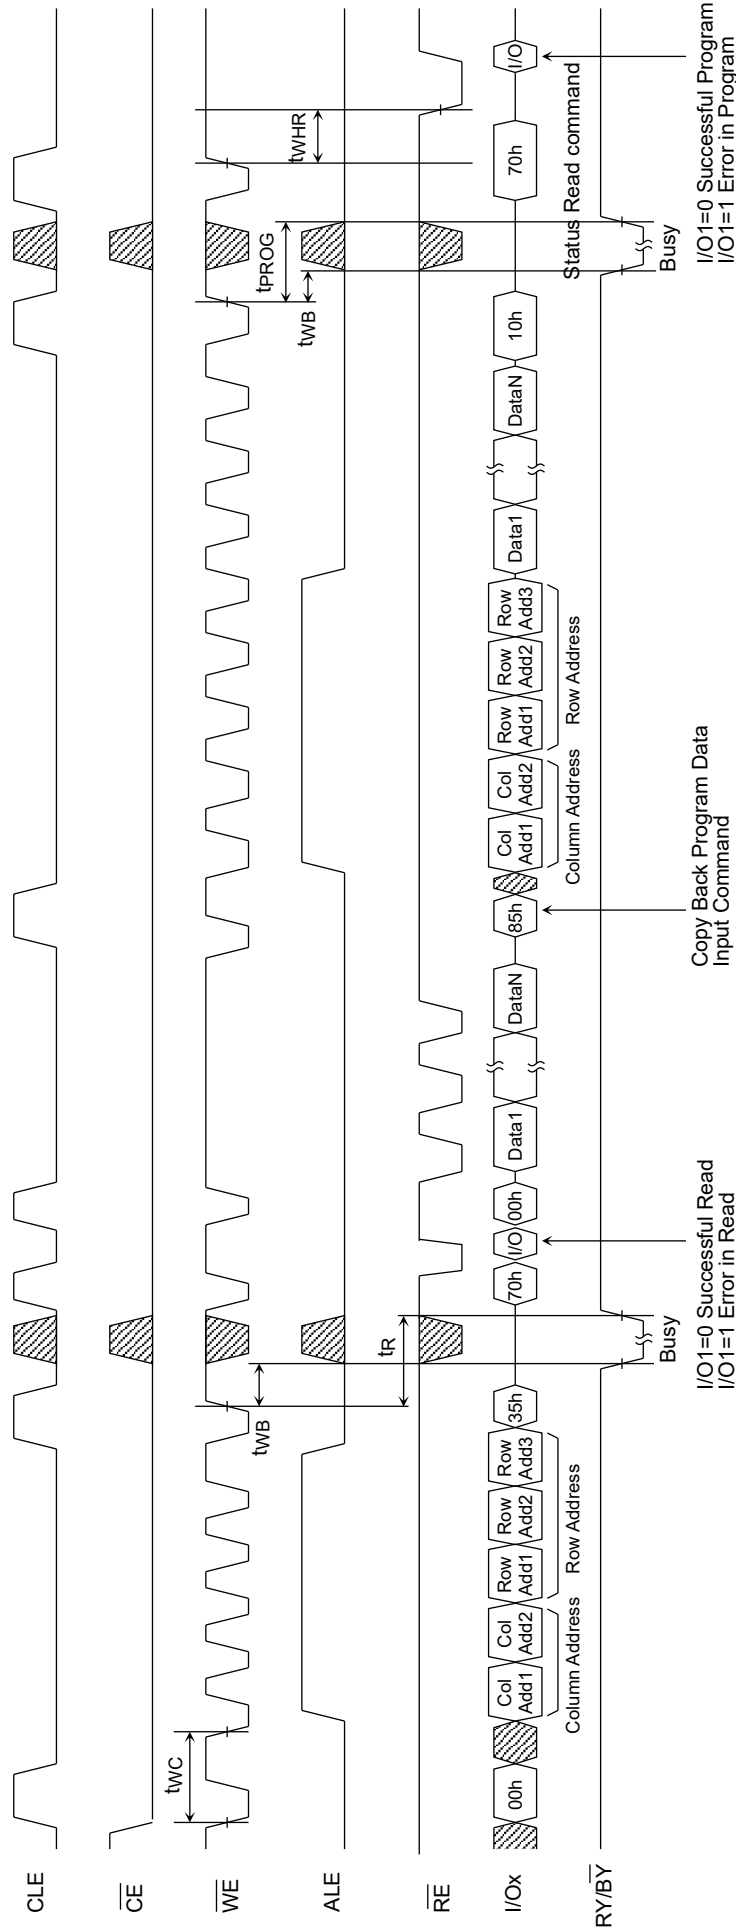 CLE
C̅E̅
tWC
W̅E̅
tWB
tPROG
tWB
tWHR
ALE
tR
R̅E̅
I/Ox
00h
Col Add1
Col Add2
Row Add1
Row Add2
Row Add3
35h
70h
I/O
00h
Data1
DataN
85h
Col Add1
Col Add2
Row Add1
Row Add2
Row Add3
Data1
DataN
10h
70h
I/O
Column Address
Row Address
Column Address
Row Address
Status Read command
RY/B̅Y̅
Busy
Busy
I/O1=0 Successful Read
I/O1=1 Error in Read
Copy Back Program Data
Input Command
I/O1=0 Successful Program
I/O1=1 Error in Program